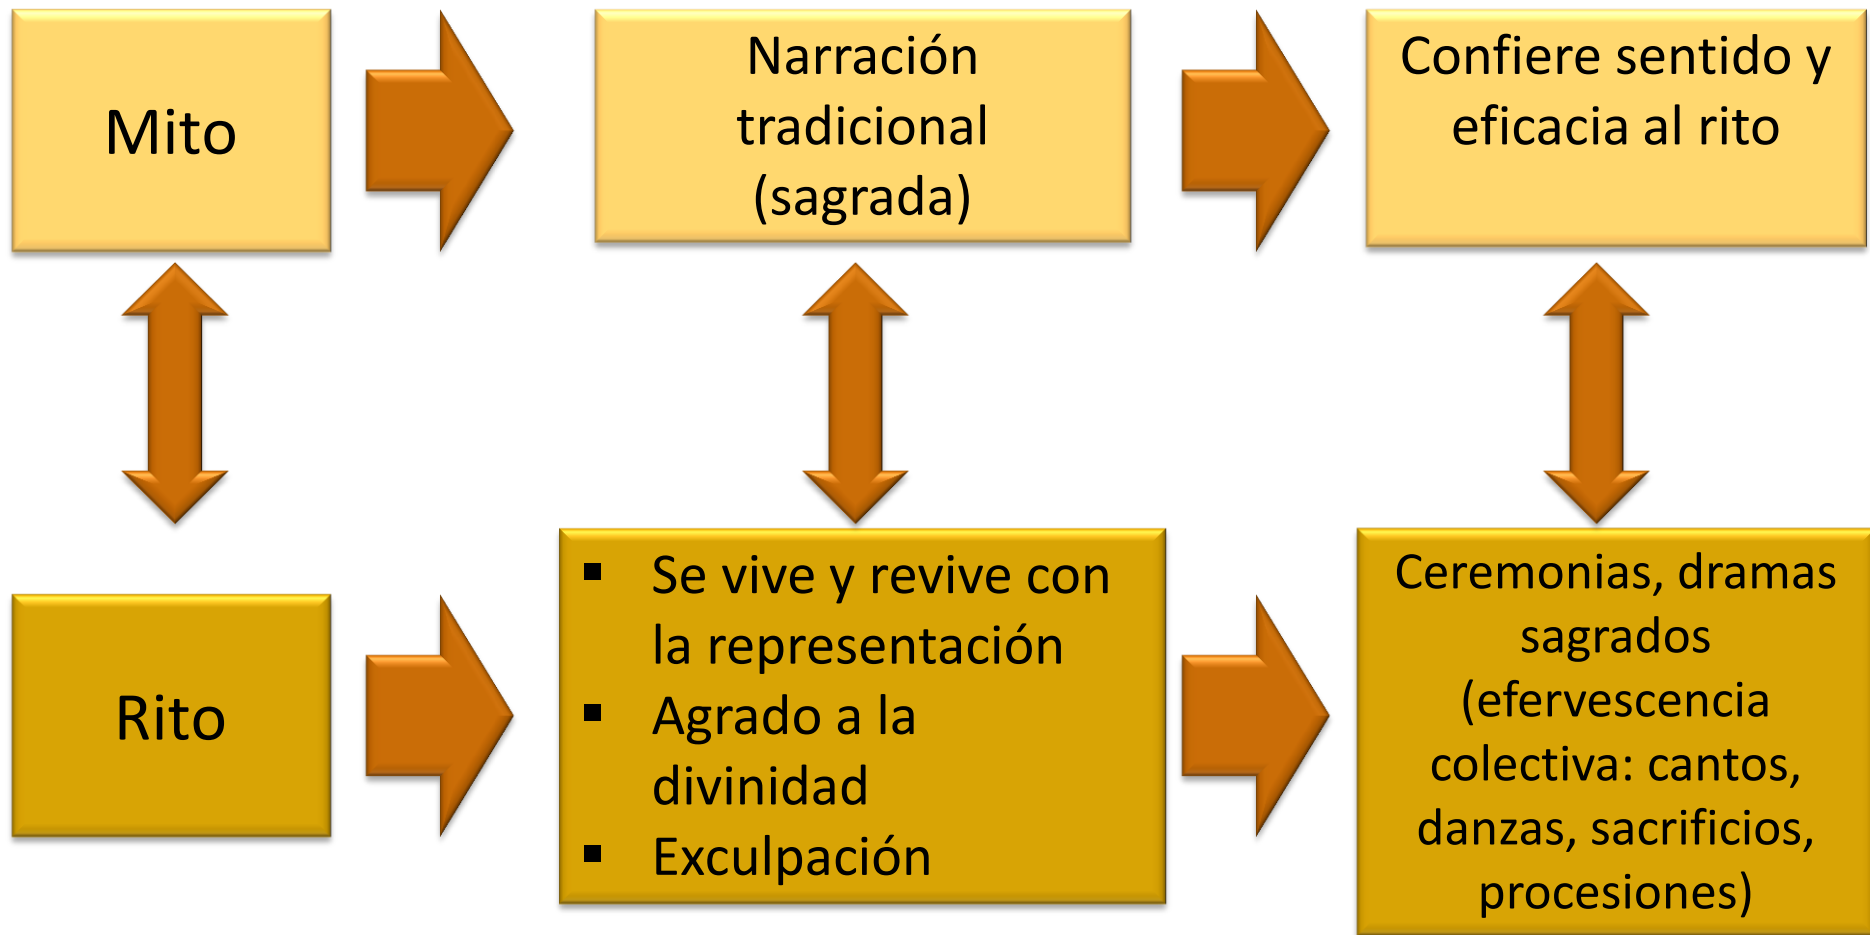 Mito
Narración
tradicional
(sagrada)
Confiere sentido y
eficacia al rito
Rito
▪ Se vive y revive con
la representación
▪ Agrado a la
divinidad
▪ Exculpación
Ceremonias, dramas
sagrados
(efervescencia
colectiva: cantos,
danzas, sacrificios,
procesiones)